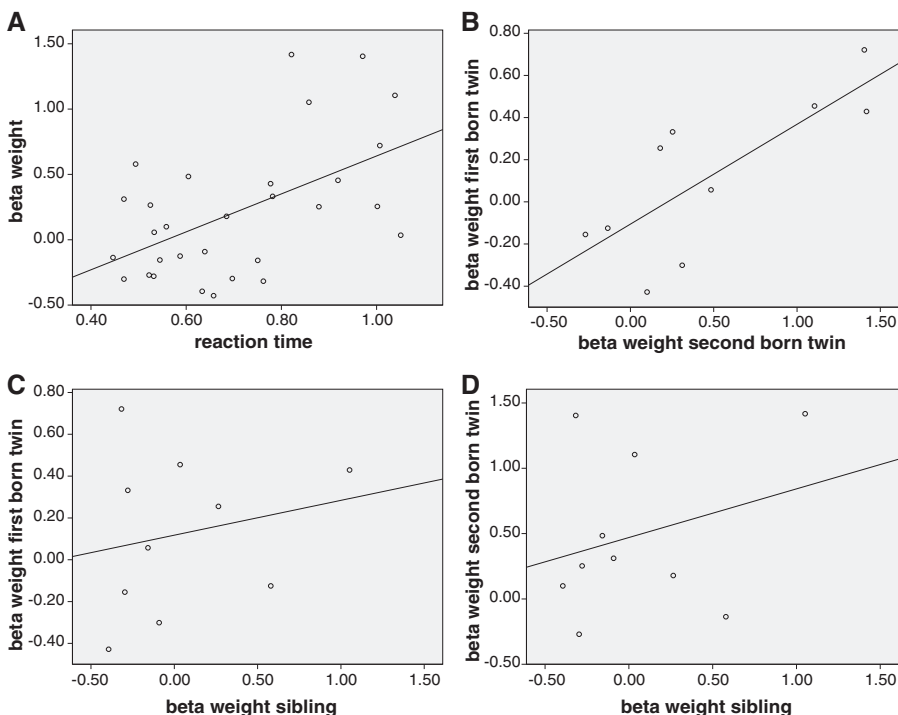 A
1.50
1.00
0.50
0.00
-0.50
beta weight
0.40 0.60 0.80 1.00
reaction time
B
0.80
0.60
0.40
0.20
0.00
-0.20
-0.40
beta weight first born twin
-0.50 0.00 0.50 1.00 1.50
beta weight second born twin
C
0.80
0.60
0.40
0.20
0.00
-0.20
-0.40
beta weight first born twin
-0.50 0.00 0.50 1.00 1.50
beta weight sibling
D
1.50
1.00
0.50
0.00
-0.50
beta weight second born twin
-0.50 0.00 0.50 1.00 1.50
beta weight sibling